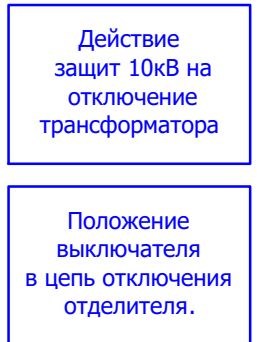 Действие
защит 10кВ на
отключение
трансформатора
Положение
выключателя
в цепь отключения
отделителя.